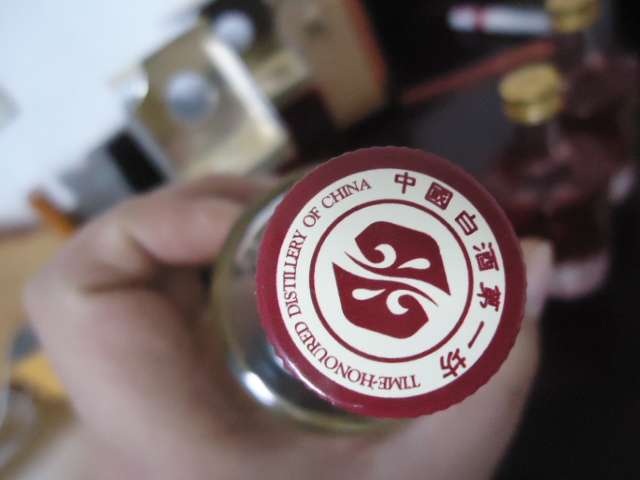 中國白酒第一坊
TIME-HONOURED DISTILLERY OF CHINA